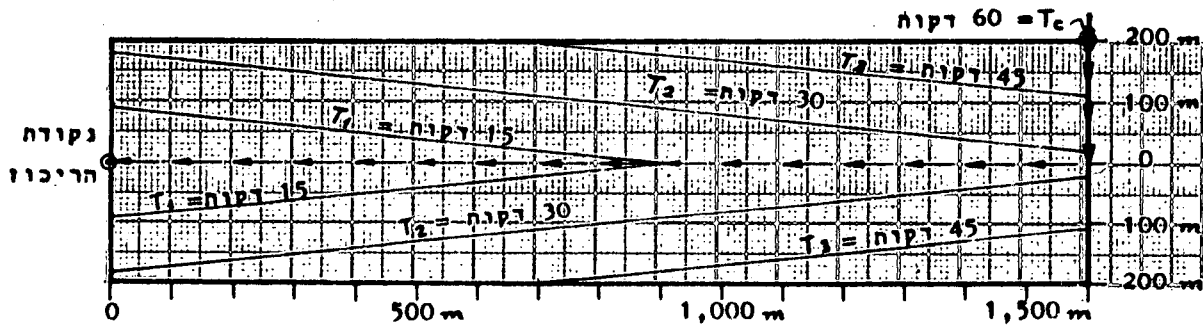 60 דקות = Tc
200 m
T3 = 45 דקות
T2 = 30 דקות
100 m
T1 = 15 דקות
נקודת
הריכוז
0
T1 = 15 דקות
T2 = 30 דקות
100 m
T3 = 45 דקות
200 m
0 500 m 1,000 m 1,500 m